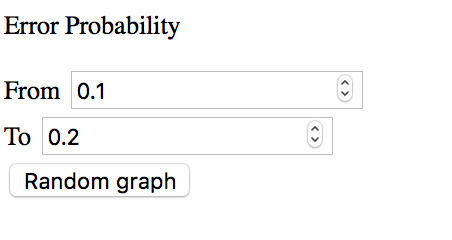 Error Probability
From 0.1
To 0.2
Random graph